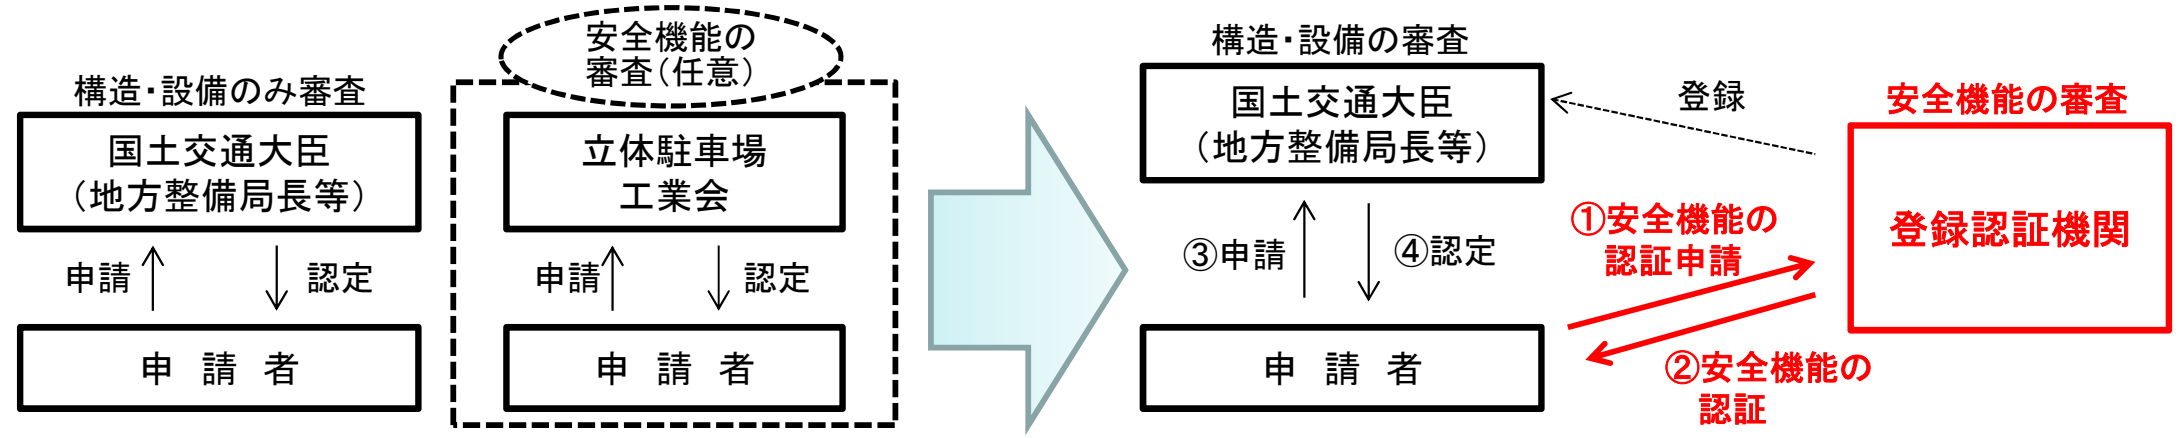 構造・設備のみ審査
国土交通大臣
（地方整備局長等）
申請
認定
申　請　者
安全機能の
審査（任意）
立体駐車場
工業会
申請
認定
申　請　者
構造・設備の審査
国土交通大臣
（地方整備局長等）
③申請
④認定
申　請　者
登録
安全機能の審査
登録認証機関
①安全機能の
認証申請
②安全機能の
認証